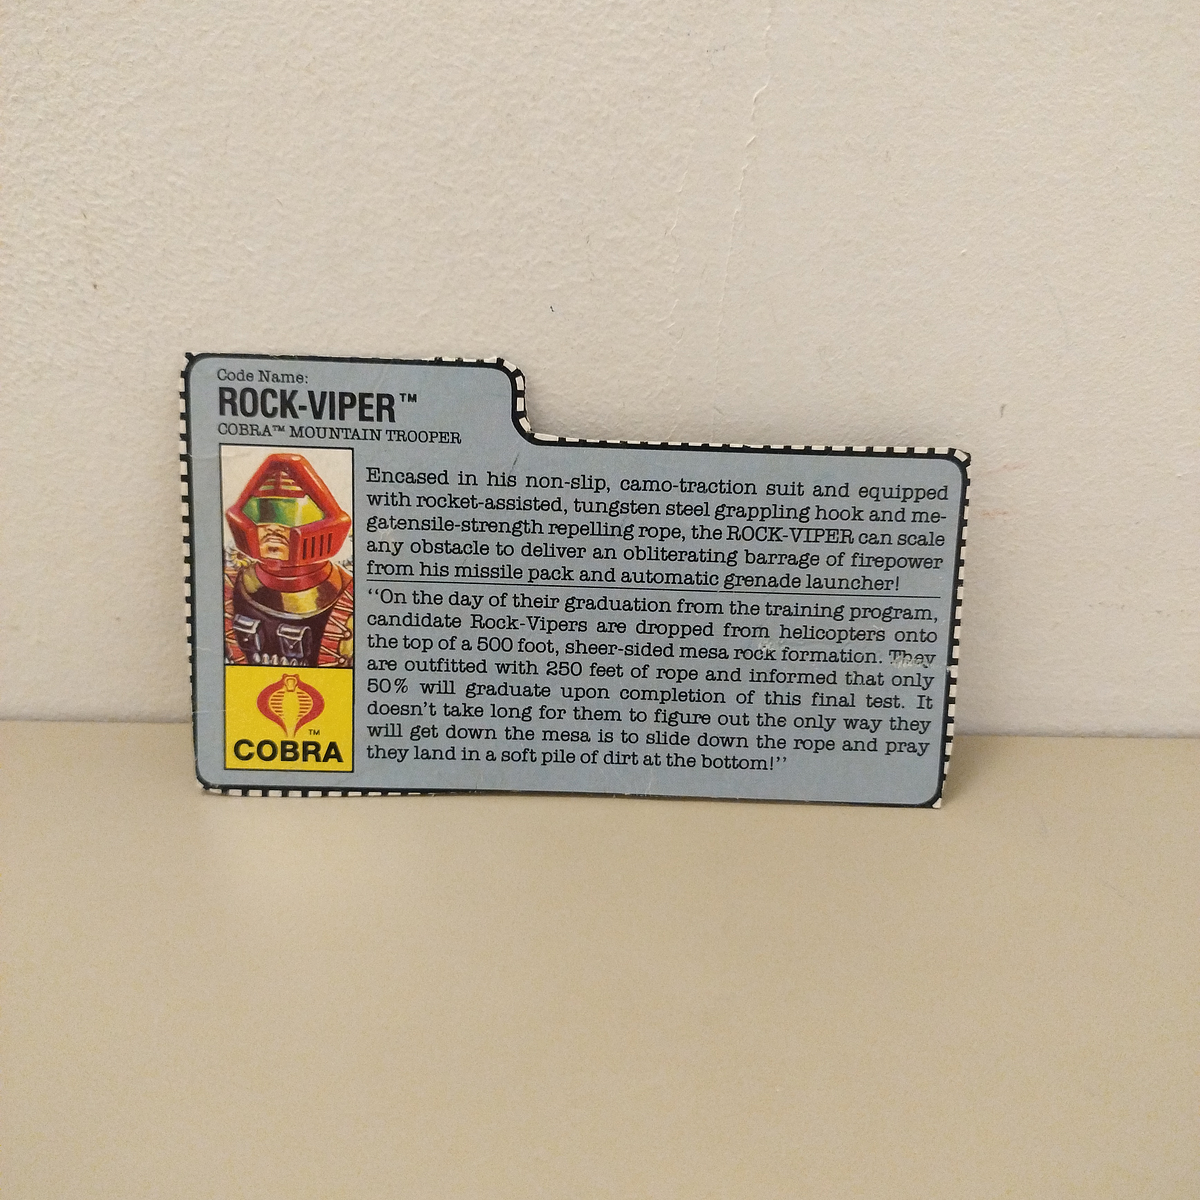 Code Name:
ROCK-VIPER™
COBRA™ MOUNTAIN TROOPER
Encased in his non-slip, camo-traction suit and equipped
with rocket-assisted, tungsten steel grappling hook and me-
gatensile-strength repelling rope, the ROCK-VIPER can scale
any obstacle to deliver an obliterating barrage of firepower
from his missile pack and automatic grenade launcher!
‘‘On the day of their graduation from the training program,
candidate Rock-Vipers are dropped from helicopters onto
the top of a 500 foot, sheer-sided mesa rock formation. They
are outfitted with 250 feet of rope and informed that only
50% will graduate upon completion of this final test. It
doesn't take long for them to figure out the only way they
will get down the mesa is to slide down the rope and pray
they land in a soft pile of dirt at the bottom!’’
™
COBRA